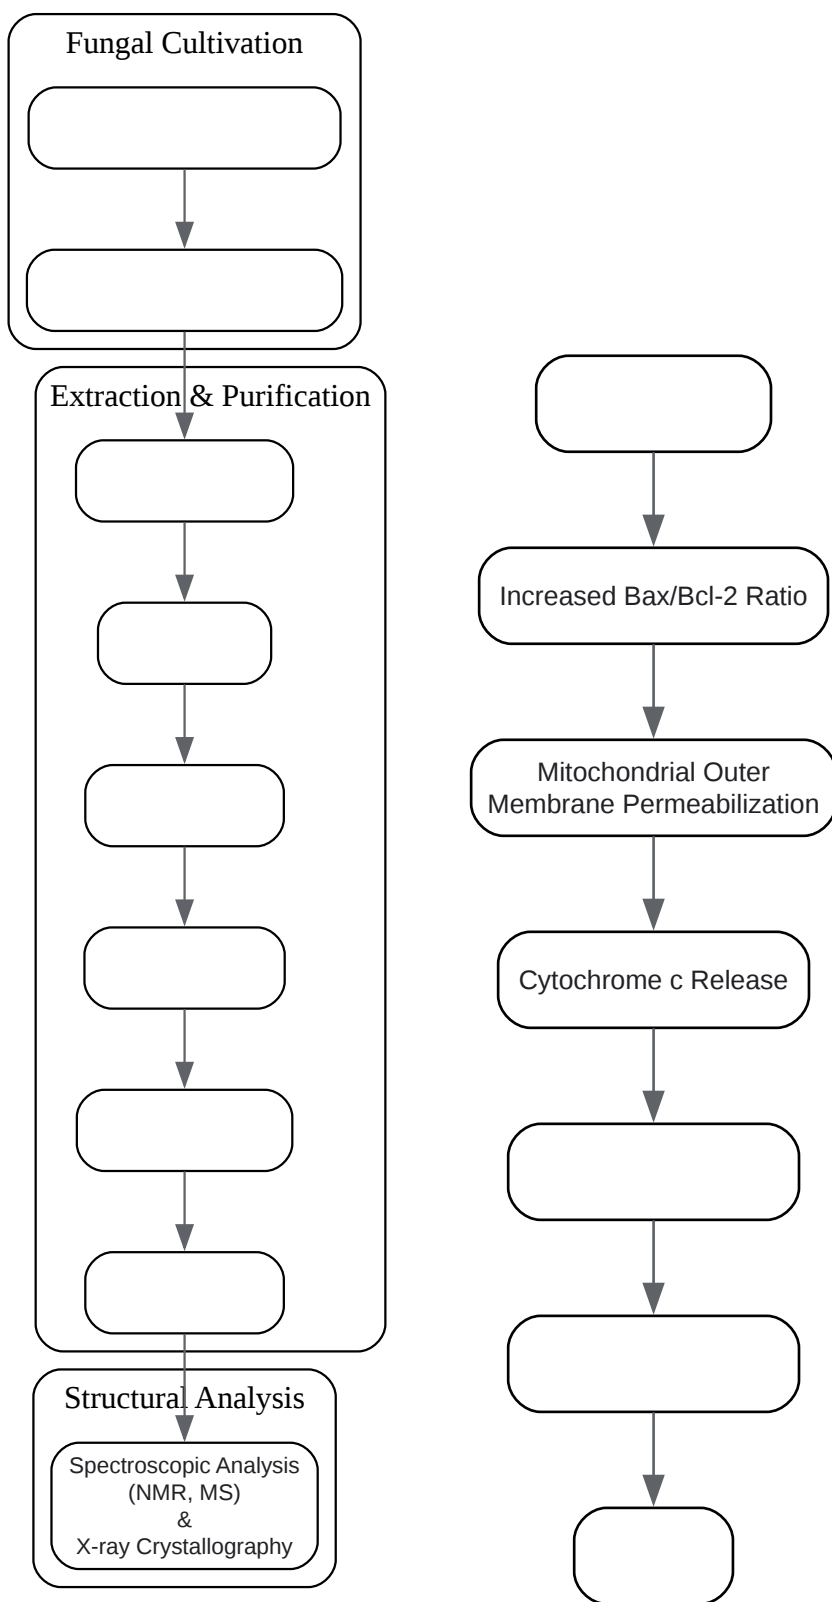 Fungal Cultivation
Extraction & Purification
Structural Analysis
Spectroscopic Analysis
(NMR, MS)
&
X-ray Crystallography
Increased Bax/Bcl-2 Ratio
Mitochondrial Outer
Membrane Permeabilization
Cytochrome c Release